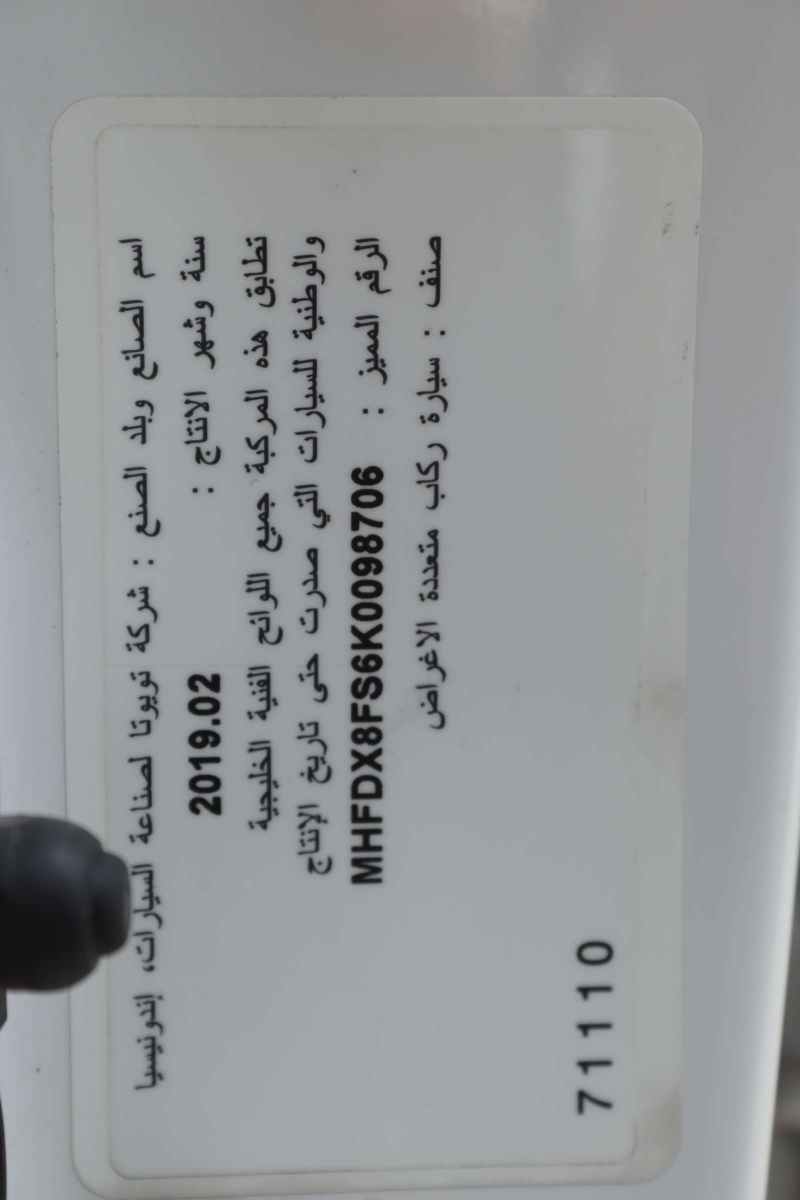 اسم الصانع وبلد الصنع : شركة تويوتا لصناعة السيارات، إندونيسيا
سنة وشهر الانتاج : 2019.02
تطابق هذه المركبة جميع اللوائح الفنية الخليجية
والوطنية للسيارات التي صدرت حتى تاريخ الإنتاج
الرقم المميز : MHFDX8FS6K0098706
صنف : سيارة ركاب متعددة الاغراض
71110